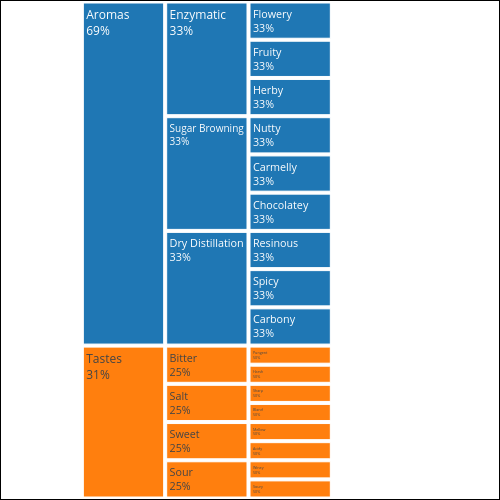 Aromas
69%
Enzymatic
33%
Flowery
33%
Fruity
33%
Herby
33%
Sugar Browning
33%
Nutty
33%
Carmelly
33%
Chocolatey
33%
Dry Distillation
33%
Resinous
33%
Spicy
33%
Carbony
33%
Tastes
31%
Bitter
25%
Salt
25%
Sweet
25%
Sour
25%